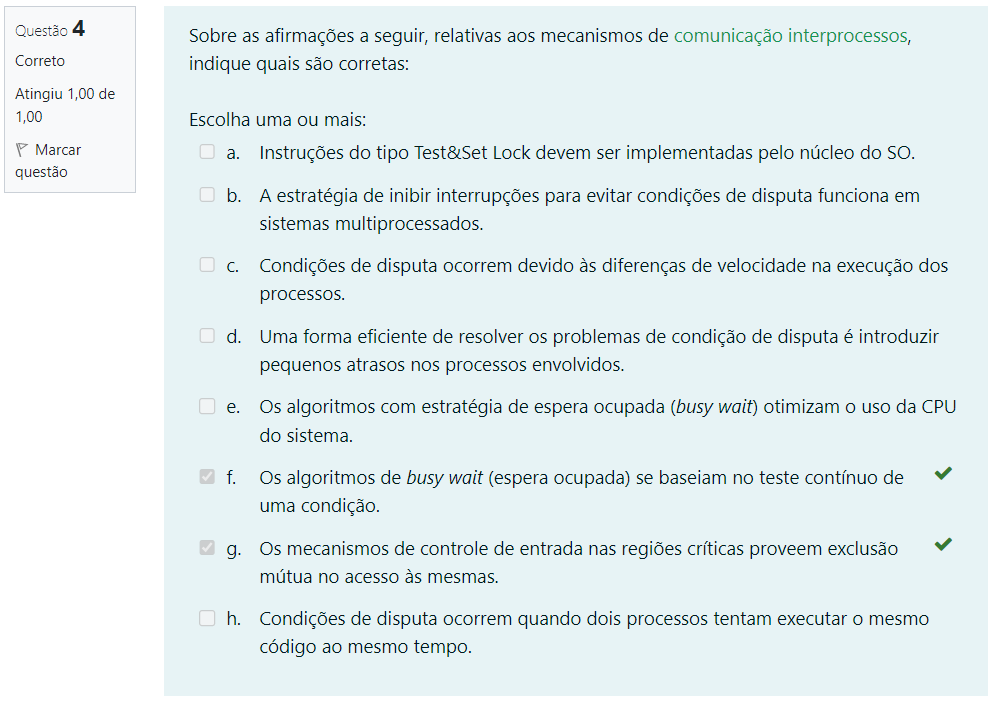 Questão 4
Correto
Atingiu 1,00 de
1,00
Marcar
questão
Sobre as afirmações a seguir, relativas aos mecanismos de comunicação interprocessos,
indique quais são corretas:
Escolha uma ou mais:
a. Instruções do tipo Test&Set Lock devem ser implementadas pelo núcleo do SO.
b. A estratégia de inibir interrupções para evitar condições de disputa funciona em
sistemas multiprocessados.
c. Condições de disputa ocorrem devido às diferenças de velocidade na execução dos
processos.
d. Uma forma eficiente de resolver os problemas de condição de disputa é introduzir
pequenos atrasos nos processos envolvidos.
e. Os algoritmos com estratégia de espera ocupada (busy wait) otimizam o uso da CPU
do sistema.
f. Os algoritmos de busy wait (espera ocupada) se baseiam no teste contínuo de
uma condição.
g. Os mecanismos de controle de entrada nas regiões críticas proveem exclusão
mútua no acesso às mesmas.
h. Condições de disputa ocorrem quando dois processos tentam executar o mesmo
código ao mesmo tempo.